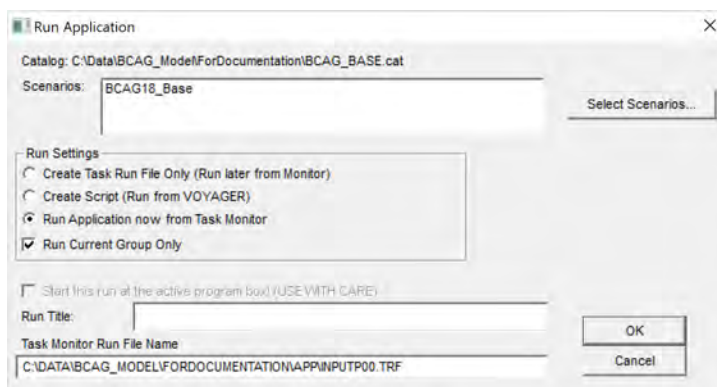 Run Application
Catalog: C:\Data\BCAG_Model\ForDocumentation\BCAG_BASE.cat
Scenarios: BCAG18_Base
Select Scenarios...
Run Settings
Create Task Run File Only (Run later from Monitor)
Create Script (Run from VOYAGER)
Run Application now from Task Monitor
Run Current Group Only
Start this run at the active program box! (USE WITH CARE)
Run Title:
OK
Task Monitor Run File Name
Cancel
C:\DATA\BCAG_MODEL\FORDOCUMENTATION\APP\INPUTP00.TRF